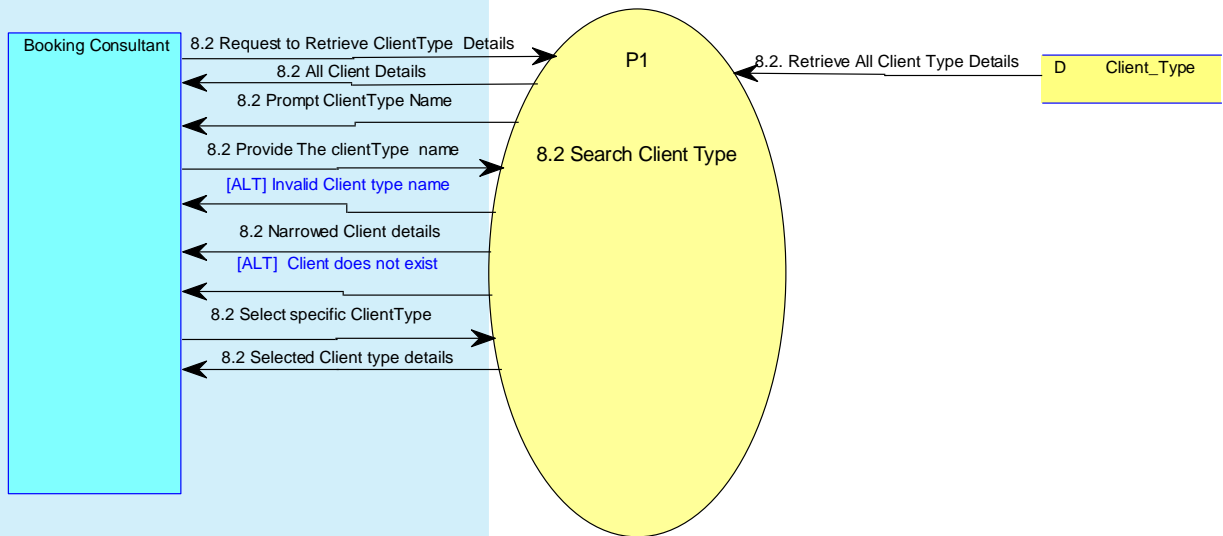 Booking Consultant
8.2 Request to Retrieve ClientType Details
8.2 All Client Details
8.2 Prompt ClientType Name
8.2 Provide The clientType name
[ALT] Invalid Client type name
8.2 Narrowed Client details
[ALT] Client does not exist
8.2 Select specific ClientType
8.2 Selected Client type details
P1
8.2 Search Client Type
8.2. Retrieve All Client Type Details
D Client_Type